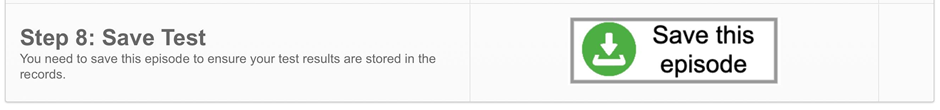 Step 8: Save Test
You need to save this episode to ensure your test results are stored in the
records.
Save this
episode